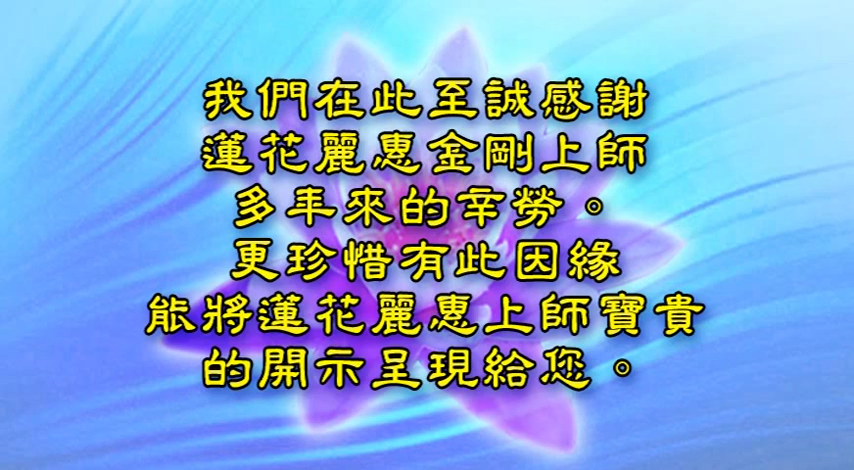 我們在此至誠感謝
蓮花麗惠金剛上師
多年來的辛勞。
更珍惜有此因緣
能將蓮花麗惠上師寶貴
的開示呈現給您。